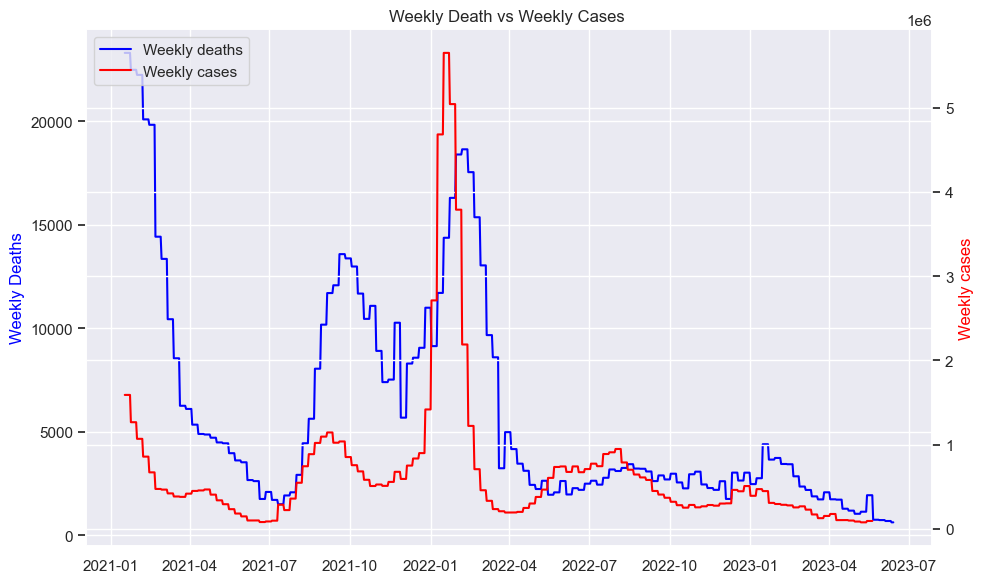 Weekly Death vs Weekly Cases
1e6
Weekly deaths
Weekly cases
Weekly Deaths
20000
15000
10000
5000
0
5
4
3
2
1
0
Weekly cases
2021-01 2021-04 2021-07 2021-10 2022-01 2022-04 2022-07 2022-10 2023-01 2023-04 2023-07